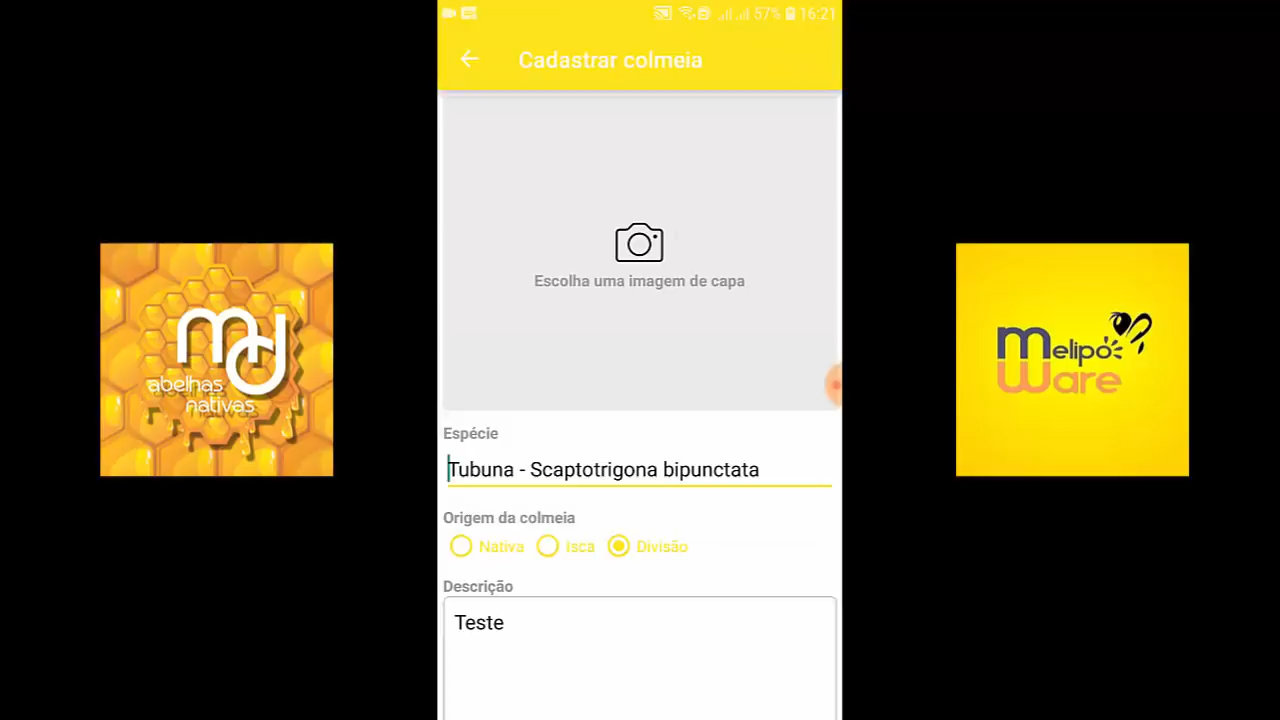 57% 16:21
Cadastrar colmeia
Escolha uma imagem de capa
Espécie
Tubuna - Scaptotrigona bipunctata
Origem da colmeia
Nativa Isca Divisão
Descrição
Teste
md
abelhas
nativas
melipo
ware